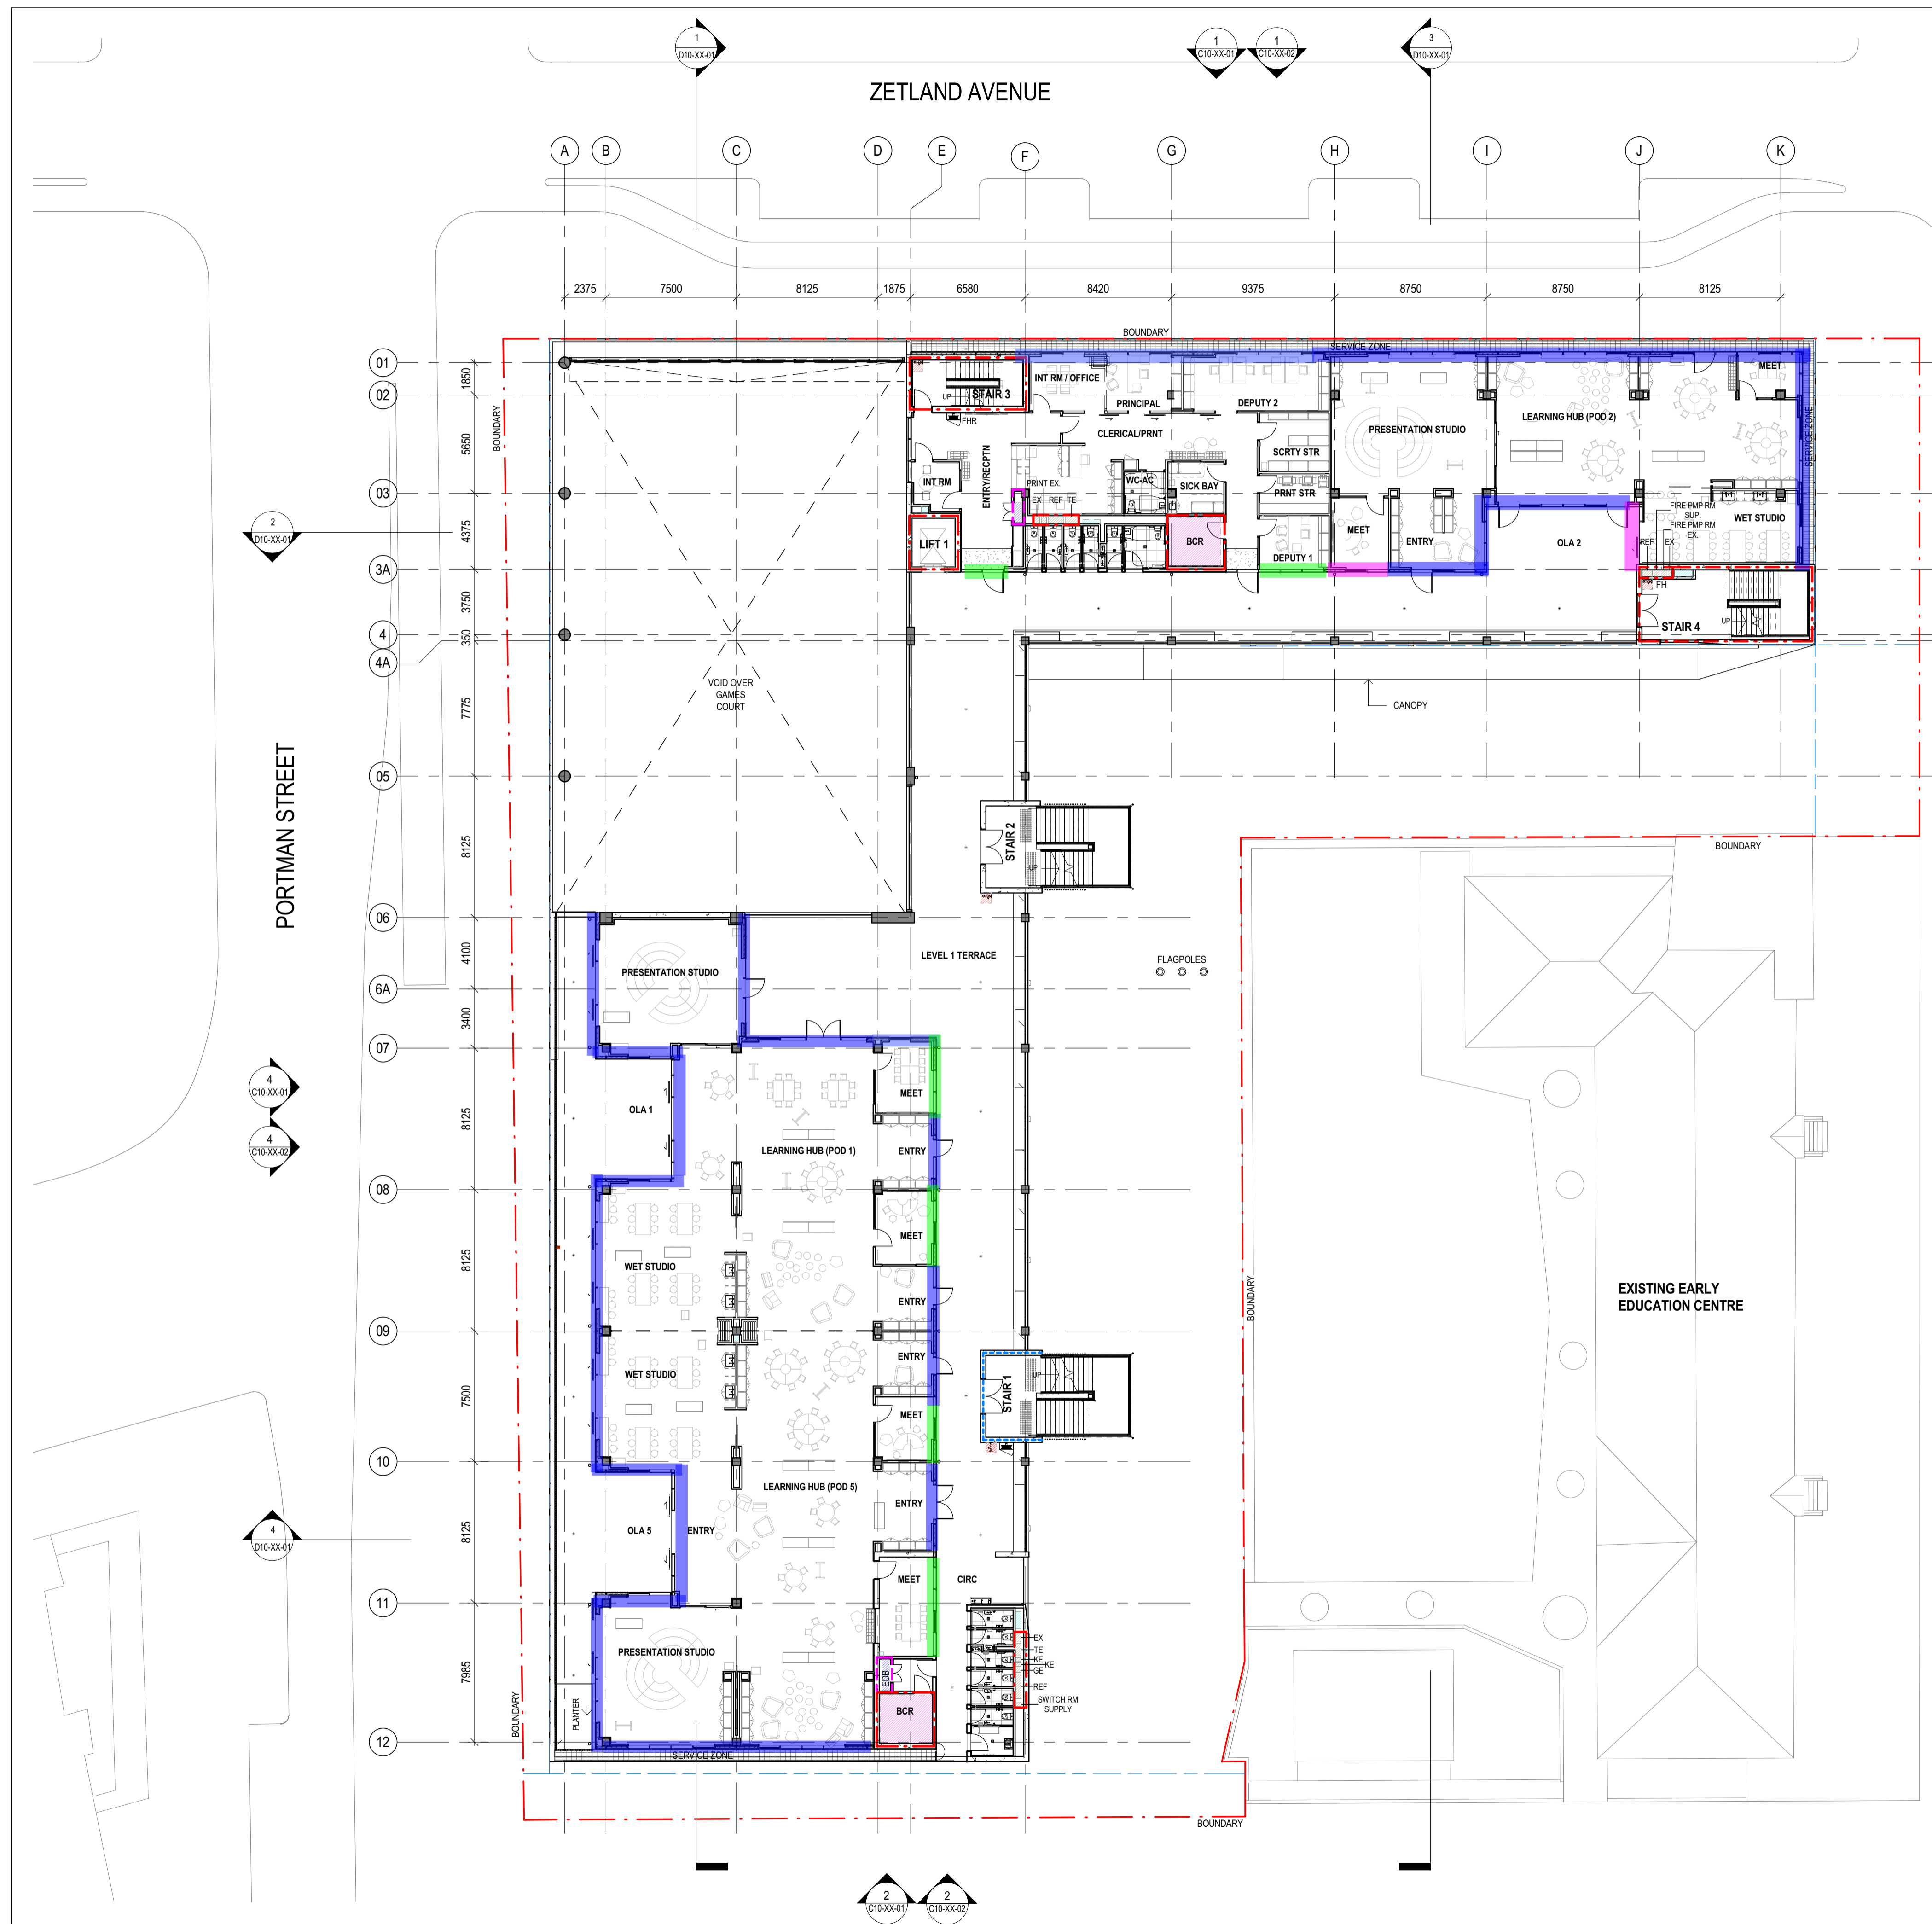 1
D10-XX-01
1
C10-XX-01
1
C10-XX-02
3
D10-XX-01
ZETLAND AVENUE
A
B
C
D
E
F
G
H
I
J
K
2375
7500
8125
1875
6580
8420
9375
8750
8750
8125
BOUNDARY
SERVICE ZONE
01
1850
02
5650
03
4375
3A
3750
4
350
4A
7775
05
8125
06
4100
6A
3400
07
8125
08
8125
09
7500
10
8125
11
7985
12
BOUNDARY
2
D10-XX-01
PORTMAN STREET
4
C10-XX-01
4
C10-XX-02
4
D10-XX-01
STAIR 3
UP
FHR
INT RM / OFFICE
PRINCIPAL
DEPUTY 2
CLERICAL/PRNT
ENTRY/RECPTN
INT RM
PRINT EX.
EX
REF
TE
WC-AC
SICK BAY
SCRTY STR
PRNT STR
LIFT 1
BCR
DEPUTY 1
PRESENTATION STUDIO
LEARNING HUB (POD 2)
MEET
SERVICE ZONE
MEET
ENTRY
OLA 2
FIRE PMP RM
SUP.
FIRE PMP RM
EX.
REF
EX
WET STUDIO
FH
STAIR 4
UP
VOID OVER
GAMES
COURT
CANOPY
STAIR 2
UP
BOUNDARY
LEVEL 1 TERRACE
FLAGPOLES
PRESENTATION STUDIO
OLA 1
MEET
LEARNING HUB (POD 1)
ENTRY
MEET
WET STUDIO
ENTRY
BOUNDARY
EXISTING EARLY
EDUCATION CENTRE
WET STUDIO
ENTRY
MEET
STAIR 1
UP
LEARNING HUB (POD 5)
ENTRY
OLA 5
ENTRY
MEET
CIRC
PRESENTATION STUDIO
EDB
BCR
EX
TE
KE
KE
GE
REF
SWITCH RM
SUPPLY
PLANTER
BOUNDARY
SERVICE ZONE
BOUNDARY
2
C10-XX-01
2
C10-XX-02